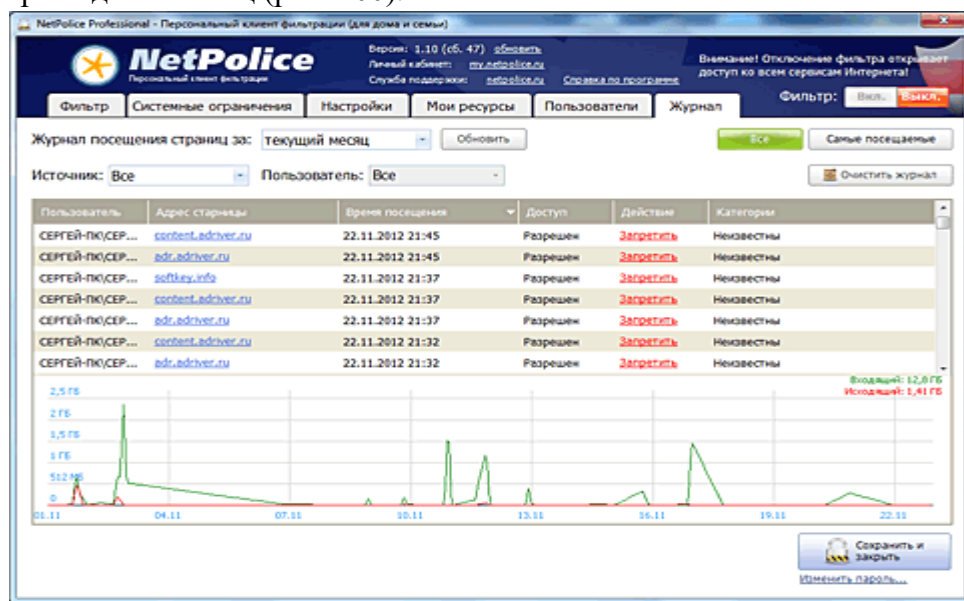 NetPolice Professional - Персональный клиент фильтрации (для дома и семьи)
NetPolice
Персональный клиент фильтрации
Версия: 1.10 (сб. 47) обновить
Личный кабинет: my.netpolice.ru
Служба поддержки: netpolice.ru Справка по программе
Внимание! Отключение фильтра открывает доступ ко всем сервисам Интернета!
Фильтр: Вкл. Выкл.
Фильтр Системные ограничения Настройки Мои ресурсы Пользователи Журнал
Журнал посещения страниц за: текущий месяц Обновить Все Самые посещаемые
Источник: Все Пользователь: Все Очистить журнал
Пользователь Адрес старницы Время посещения Доступ Действие Категории
СЕРГЕЙ-ПК\СЕР... content.adriver.ru 22.11.2012 21:45 Разрешен Запретить Неизвестны
СЕРГЕЙ-ПК\СЕР... adr.adriver.ru 22.11.2012 21:45 Разрешен Запретить Неизвестны
СЕРГЕЙ-ПК\СЕР... softkey.info 22.11.2012 21:37 Разрешен Запретить Неизвестны
СЕРГЕЙ-ПК\СЕР... content.adriver.ru 22.11.2012 21:37 Разрешен Запретить Неизвестны
СЕРГЕЙ-ПК\СЕР... adr.adriver.ru 22.11.2012 21:37 Разрешен Запретить Неизвестны
СЕРГЕЙ-ПК\СЕР... content.adriver.ru 22.11.2012 21:32 Разрешен Запретить Неизвестны
СЕРГЕЙ-ПК\СЕР... adr.adriver.ru 22.11.2012 21:32 Разрешен Запретить Неизвестны
Входящий: 12,8 ГБ
Исходящий: 1,41 ГБ
2,5 ГБ
2 ГБ
1,5 ГБ
1 ГБ
512 МБ
0
01.11 04.11 07.11 10.11 13.11 16.11 19.11 22.11
Сохранить и закрыть
Изменить пароль...